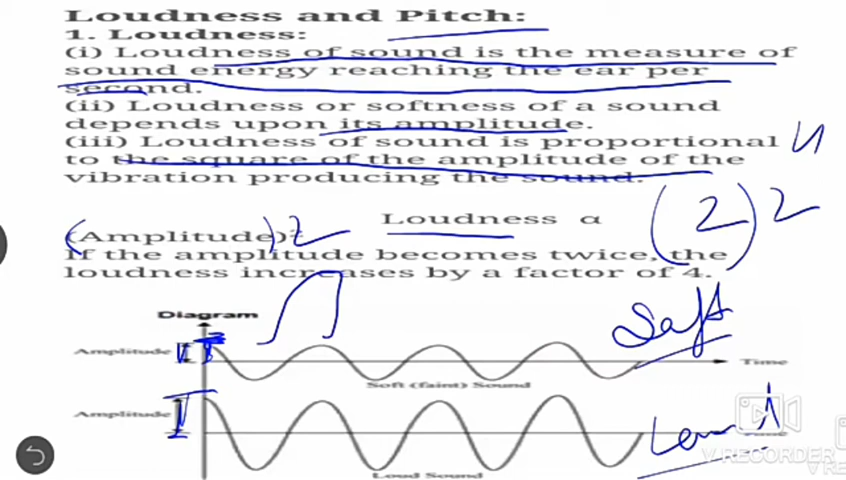 Loudness and Pitch:
1. Loudness:
(i) Loudness of sound is the measure of
sound energy reaching the ear per
second.
(ii) Loudness or softness of a sound
depends upon its amplitude.
(iii) Loudness of sound is proportional 4
to the square of the amplitude of the
vibration producing the sound.
Loudness α (2)2
(Amplitude)²
If the amplitude becomes twice, the
loudness increases by a factor of 4.
Diagram
Soft
Amplitude Time
Soft (faint) Sound
Amplitude Time
Loud
V RECORDER
Loud Sound